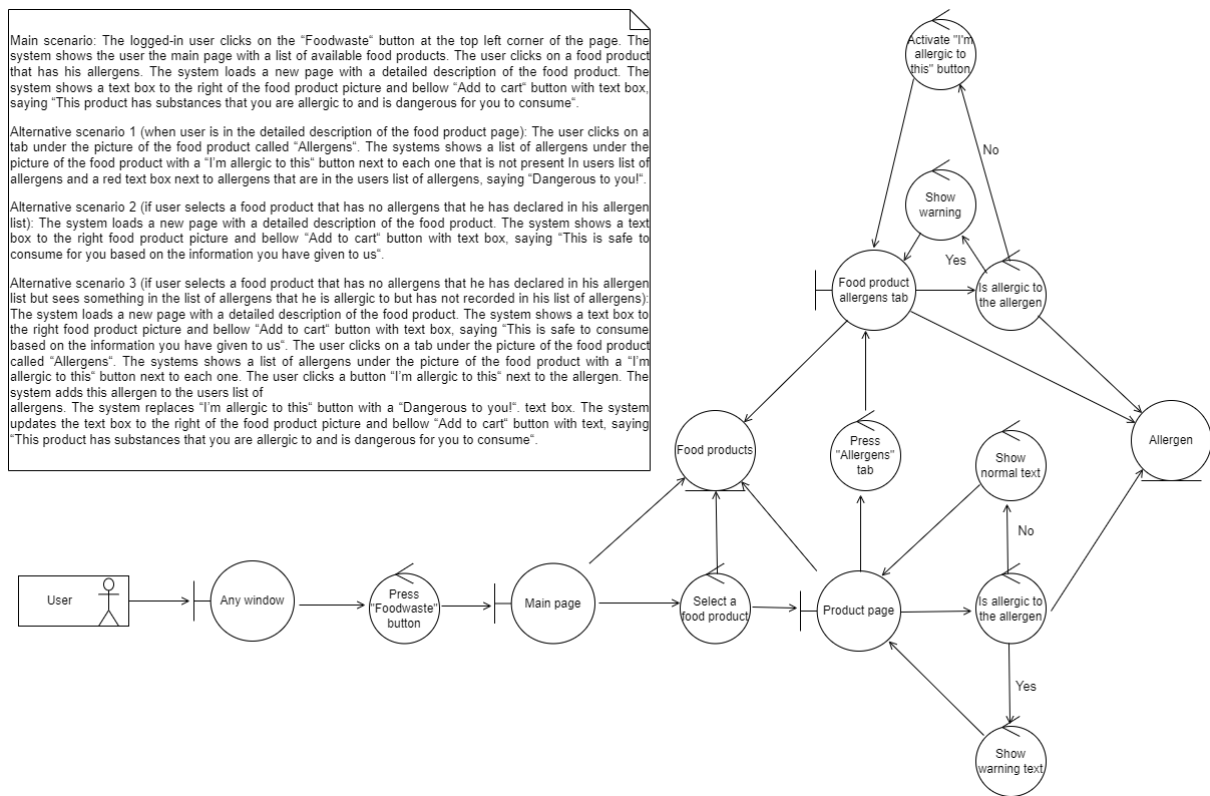 Main scenario: The logged-in user clicks on the “Foodwaste“ button at the top left corner of the page. The
system shows the user the main page with a list of available food products. The user clicks on a food product
that has his allergens. The system loads a new page with a detailed description of the food product. The
system shows a text box to the right of the food product picture and bellow “Add to cart“ button with text box,
saying “This product has substances that you are allergic to and is dangerous for you to consume“.
Alternative scenario 1 (when user is in the detailed description of the food product page): The user clicks on a
tab under the picture of the food product called “Allergens“. The systems shows a list of allergens under the
picture of the food product with a “I’m allergic to this“ button next to each one that is not present In users list of
allergens and a red text box next to allergens that are in the users list of allergens, saying “Dangerous to you!“.
Alternative scenario 2 (if user selects a food product that has no allergens that he has declared in his allergen
list): The system loads a new page with a detailed description of the food product. The system shows a text
box to the right food product picture and bellow “Add to cart“ button with text box, saying “This is safe to
consume for you based on the information you have given to us“.
Alternative scenario 3 (if user selects a food product that has no allergens that he has declared in his allergen
list but sees something in the list of allergens that he is allergic to but has not recorded in his list of allergens):
The system loads a new page with a detailed description of the food product. The system shows a text box to
the right food product picture and bellow “Add to cart“ button with text box, saying “This is safe to consume
based on the information you have given to us“. The user clicks on a tab under the picture of the food product
called “Allergens“. The systems shows a list of allergens under the picture of the food product with a “I’m
allergic to this“ button next to each one. The user clicks a button “I’m allergic to this“ next to the allergen. The
system adds this allergen to the users list of
allergens. The system replaces “I’m allergic to this“ button with a “Dangerous to you!“. text box. The system
updates the text box to the right of the food product picture and bellow “Add to cart“ button with text, saying
“This product has substances that you are allergic to and is dangerous for you to consume“.
Activate "I'm
allergic to
this" button
No
Show
warning
Yes
Food product
allergens tab
Is allergic to
the allergen
Food products
Press
"Allergens"
tab
Show
normal text
Allergen
No
User
Any window
Press
"Foodwaste"
button
Main page
Select a
food product
Product page
Is allergic to
the allergen
Yes
Show
warning text